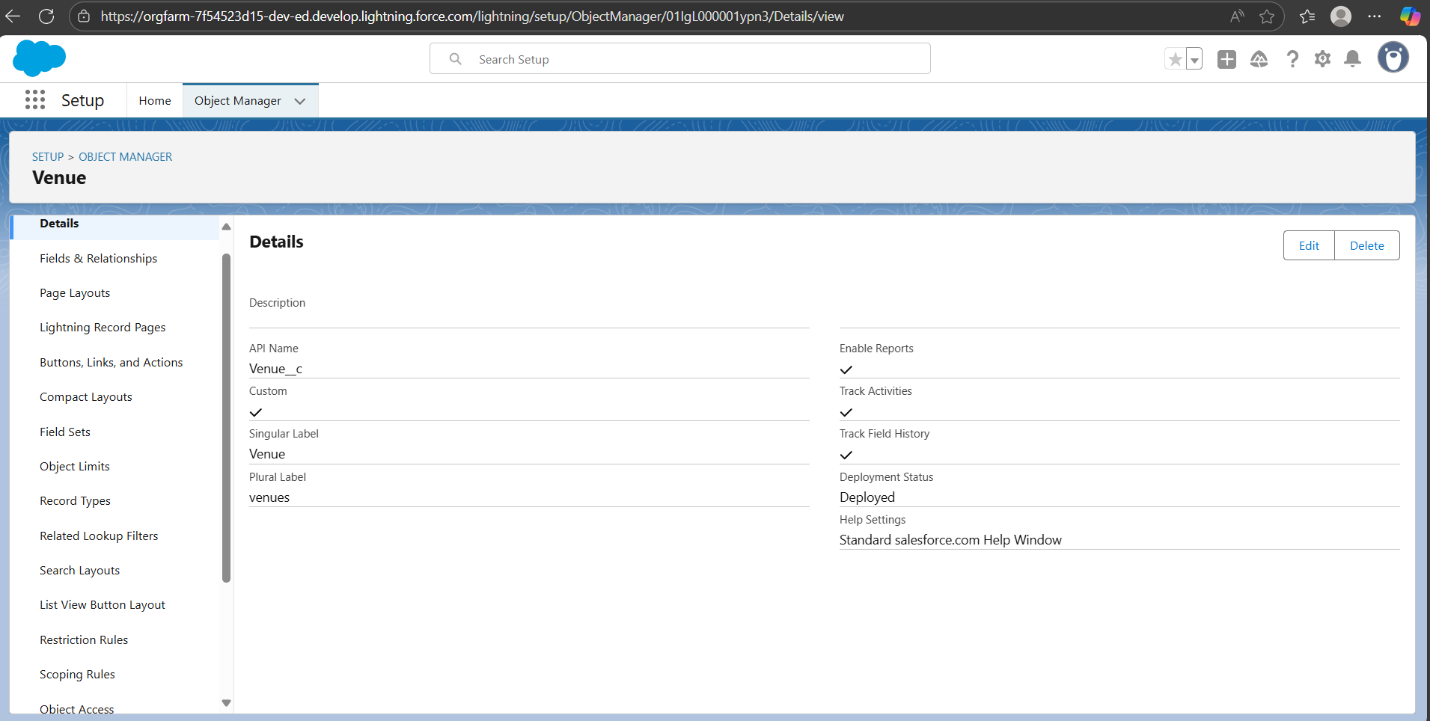 https://orgfarm-7f54523d15-dev-ed.develop.lightning.force.com/lightning/setup/ObjectManager/01IgL000001ypn3/Details/view
Search Setup
Setup
Home
Object Manager
SETUP > OBJECT MANAGER
Venue
Details
Fields & Relationships
Page Layouts
Lightning Record Pages
Buttons, Links, and Actions
Compact Layouts
Field Sets
Object Limits
Record Types
Related Lookup Filters
Search Layouts
List View Button Layout
Restriction Rules
Scoping Rules
Object Access
Details
Edit
Delete
Description
API Name
Venue__c
Custom
Singular Label
Venue
Plural Label
venues
Enable Reports
Track Activities
Track Field History
Deployment Status
Deployed
Help Settings
Standard salesforce.com Help Window